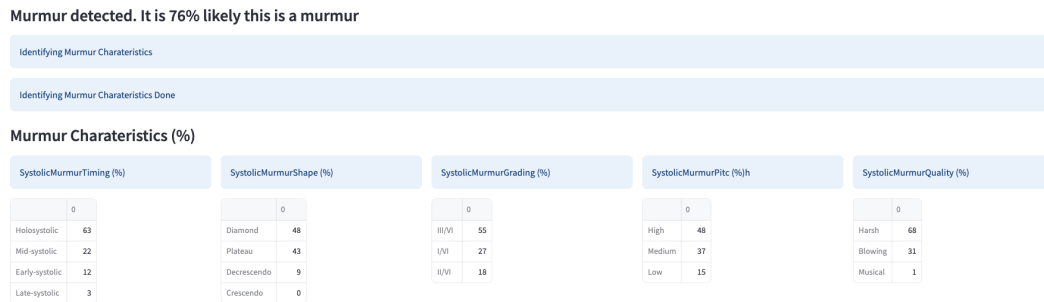 Murmur detected. It is 76% likely this is a murmur
Identifying Murmur Charateristics
Identifying Murmur Charateristics Done
Murmur Charateristics (%)
SystolicMurmurTiming (%)
0
Holosystolic 63
Mid-systolic 22
Early-systolic 12
Late-systolic 3
SystolicMurmurShape (%)
0
Diamond 48
Plateau 43
Decrescendo 9
Crescendo 0
SystolicMurmurGrading (%)
0
III/VI 55
I/VI 27
II/VI 18
SystolicMurmurPitc (%)h
0
High 48
Medium 37
Low 15
SystolicMurmurQuality (%)
0
Harsh 68
Blowing 31
Musical 1